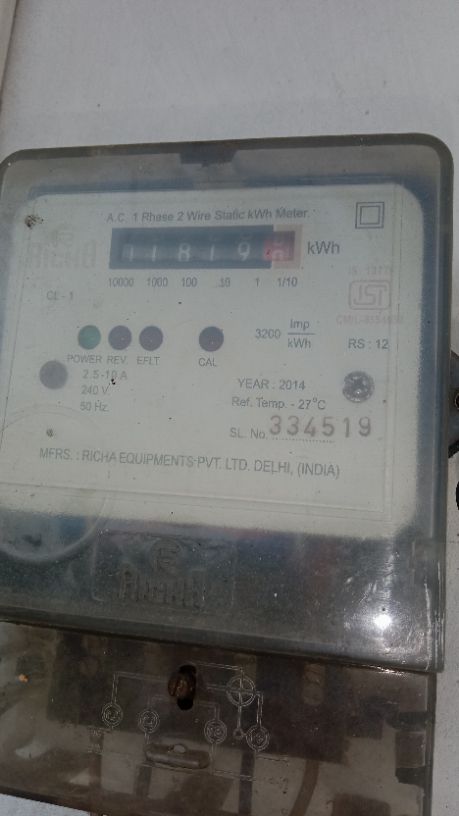 A.C. 1 Phase 2 Wire Static kWh Meter.
RICHA
kWh
10000 1000 100 10 1 1/10
CL - 1
3200 Imp/kWh
RS : 12
POWER REV. EFLT CAL
2.5-10 A
240 V.
50 Hz.
YEAR : 2014
Ref. Temp. - 27°C
SL. No. 334519
MFRS. : RICHA EQUIPMENTS PVT. LTD. DELHI, (INDIA)
RICHA